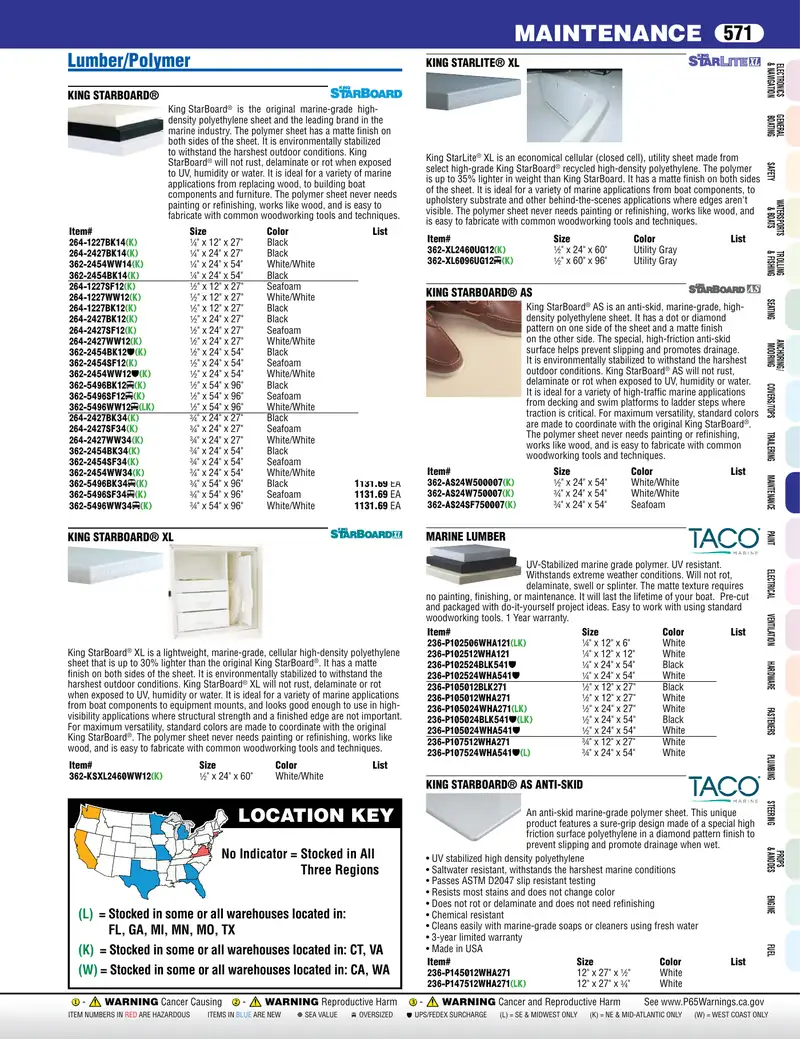 MAINTENANCE 571
Lumber/Polymer
KING STARBOARD®
KING
STARBOARD
King StarBoard® is the original marine-grade high-
density polyethylene sheet and the leading brand in the
marine industry. The polymer sheet has a matte finish on
both sides of the sheet. It is environmentally stabilized
to withstand the harshest outdoor conditions. King
StarBoard® will not rust, delaminate or rot when exposed
to UV, humidity or water. It is ideal for a variety of marine
applications from replacing wood, to building boat
components and furniture. The polymer sheet never needs
painting or refinishing, works like wood, and is easy to
fabricate with common woodworking tools and techniques.
Item# Size Color List
264-1227BK14(K) ¼" x 12" x 27" Black
264-2427BK14(K) ¼" x 24" x 27" Black
362-2454WW14(K) ¼" x 24" x 54" White/White
362-2454BK14(K) ¼" x 24" x 54" Black
264-1227SF12(K) ½" x 12" x 27" Seafoam
264-1227WW12(K) ½" x 12" x 27" White/White
264-1227BK12(K) ½" x 12" x 27" Black
264-2427BK12(K) ½" x 24" x 27" Black
264-2427SF12(K) ½" x 24" x 27" Seafoam
264-2427WW12(K) ½" x 24" x 27" White/White
362-2454BK12(K) ½" x 24" x 54" Black
362-2454SF12(K) ½" x 24" x 54" Seafoam
362-2454WW12(K) ½" x 24" x 54" White/White
362-5496BK12(K) ½" x 54" x 96" Black
362-5496SF12(K) ½" x 54" x 96" Seafoam
362-5496WW12(LK) ½" x 54" x 96" White/White
264-2427BK34(K) ¾" x 24" x 27" Black
264-2427SF34(K) ¾" x 24" x 27" Seafoam
264-2427WW34(K) ¾" x 24" x 27" White/White
362-2454BK34(K) ¾" x 24" x 54" Black
362-2454SF34(K) ¾" x 24" x 54" Seafoam
362-2454WW34(K) ¾" x 24" x 54" White/White
362-5496BK34(K) ¾" x 54" x 96" Black 1131.69 EA
362-5496SF34(K) ¾" x 54" x 96" Seafoam 1131.69 EA
362-5496WW34(K) ¾" x 54" x 96" White/White 1131.69 EA
KING STARBOARD® XL
KING
STARBOARD XL
King StarBoard® XL is a lightweight, marine-grade, cellular high-density polyethylene
sheet that is up to 30% lighter than the original King StarBoard®. It has a matte
finish on both sides of the sheet. It is environmentally stabilized to withstand the
harshest outdoor conditions. King StarBoard® XL will not rust, delaminate or rot
when exposed to UV, humidity or water. It is ideal for a variety of marine applications
from boat components to equipment mounts, and looks good enough to use in high-
visibility applications where structural strength and a finished edge are not important.
For maximum versatility, standard colors are made to coordinate with the original
King StarBoard®. The polymer sheet never needs painting or refinishing, works like
wood, and is easy to fabricate with common woodworking tools and techniques.
Item# Size Color List
362-KSXL2460WW12(K) ½" x 24" x 60" White/White
LOCATION KEY
No Indicator = Stocked in All
Three Regions
(L) = Stocked in some or all warehouses located in:
FL, GA, MI, MN, MO, TX
(K) = Stocked in some or all warehouses located in: CT, VA
(W) = Stocked in some or all warehouses located in: CA, WA
KING STARLITE® XL
KING
STARLITE XL
King StarLite® XL is an economical cellular (closed cell), utility sheet made from
select high-grade King StarBoard® recycled high-density polyethylene. The polymer
is up to 35% lighter in weight than King StarBoard. It has a matte finish on both sides
of the sheet. It is ideal for a variety of marine applications from boat components, to
upholstery substrate and other behind-the-scenes applications where edges aren't
visible. The polymer sheet never needs painting or refinishing, works like wood, and
is easy to fabricate with common woodworking tools and techniques.
Item# Size Color List
362-XL2460UG12(K) ½" x 24" x 60" Utility Gray
362-XL6096UG12(K) ½" x 60" x 96" Utility Gray
KING STARBOARD® AS
STARBOARD AS
King StarBoard® AS is an anti-skid, marine-grade, high-
density polyethylene sheet. It has a dot or diamond
pattern on one side of the sheet and a matte finish
on the other side. The special, high-friction anti-skid
surface helps prevent slipping and promotes drainage.
It is environmentally stabilized to withstand the harshest
outdoor conditions. King StarBoard® AS will not rust,
delaminate or rot when exposed to UV, humidity or water.
It is ideal for a variety of high-traffic marine applications
from decking and swim platforms to ladder steps where
traction is critical. For maximum versatility, standard colors
are made to coordinate with the original King StarBoard®.
The polymer sheet never needs painting or refinishing,
works like wood, and is easy to fabricate with common
woodworking tools and techniques.
Item# Size Color List
362-AS24W500007(K) ½" x 24" x 54" White/White
362-AS24W750007(K) ¾" x 24" x 54" White/White
362-AS24SF750007(K) ¾" x 24" x 54" Seafoam
MARINE LUMBER
TACO
MARINE
UV-Stabilized marine grade polymer. UV resistant.
Withstands extreme weather conditions. Will not rot,
delaminate, swell or splinter. The matte texture requires
no painting, finishing, or maintenance. It will last the lifetime of your boat. Pre-cut
and packaged with do-it-yourself project ideas. Easy to work with using standard
woodworking tools. 1 Year warranty.
Item# Size Color List
236-P102506WHA121(LK) ¼" x 12" x 6" White
236-P102512WHA121 ¼" x 12" x 12" White
236-P102524BLK541 ¼" x 24" x 54" Black
236-P102524WHA541 ¼" x 24" x 54" White
236-P105012BLK271 ½" x 12" x 27" Black
236-P105012WHA271 ½" x 12" x 27" White
236-P105024WHA271(LK) ½" x 24" x 27" White
236-P105024BLK541(LK) ½" x 24" x 54" Black
236-P105024WHA541 ½" x 24" x 54" White
236-P107512WHA271 ¾" x 12" x 27" White
236-P107524WHA541(L) ¾" x 24" x 54" White
KING STARBOARD® AS ANTI-SKID
TACO
MARINE
An anti-skid marine-grade polymer sheet. This unique
product features a sure-grip design made of a special high
friction surface polyethylene in a diamond pattern finish to
prevent slipping and promote drainage when wet.
• UV stabilized high density polyethylene
• Saltwater resistant, withstands the harshest marine conditions
• Passes ASTM D2047 slip resistant testing
• Resists most stains and does not change color
• Does not rot or delaminate and does not need refinishing
• Chemical resistant
• Cleans easily with marine-grade soaps or cleaners using fresh water
• 3-year limited warranty
• Made in USA
Item# Size Color List
236-P145012WHA271 12" x 27" x ½" White
236-P147512WHA271(LK) 12" x 27" x ¾" White
ELECTRONICS
& NAVIGATION
GENERAL
BOATING
SAFETY
WATERSPORTS
& BOATS
TROLLING
& FISHING
SEATING
ANCHORING/
MOORING
COVERS/TOPS
TRAILERING
MAINTENANCE
PAINT
ELECTRICAL
VENTILATION
HARDWARE
FASTENERS
PLUMBING
STEERING
PROPS
& ANODES
ENGINE
FUEL
1 - WARNING Cancer Causing 2 - WARNING Reproductive Harm 3 - WARNING Cancer and Reproductive Harm See www.P65Warnings.ca.gov
ITEM NUMBERS IN RED ARE HAZARDOUS ITEMS IN BLUE ARE NEW SEA VALUE OVERSIZED UPS/FEDEX SURCHARGE (L) = SE & MIDWEST ONLY (K) = NE & MID-ATLANTIC ONLY (W) = WEST COAST ONLY